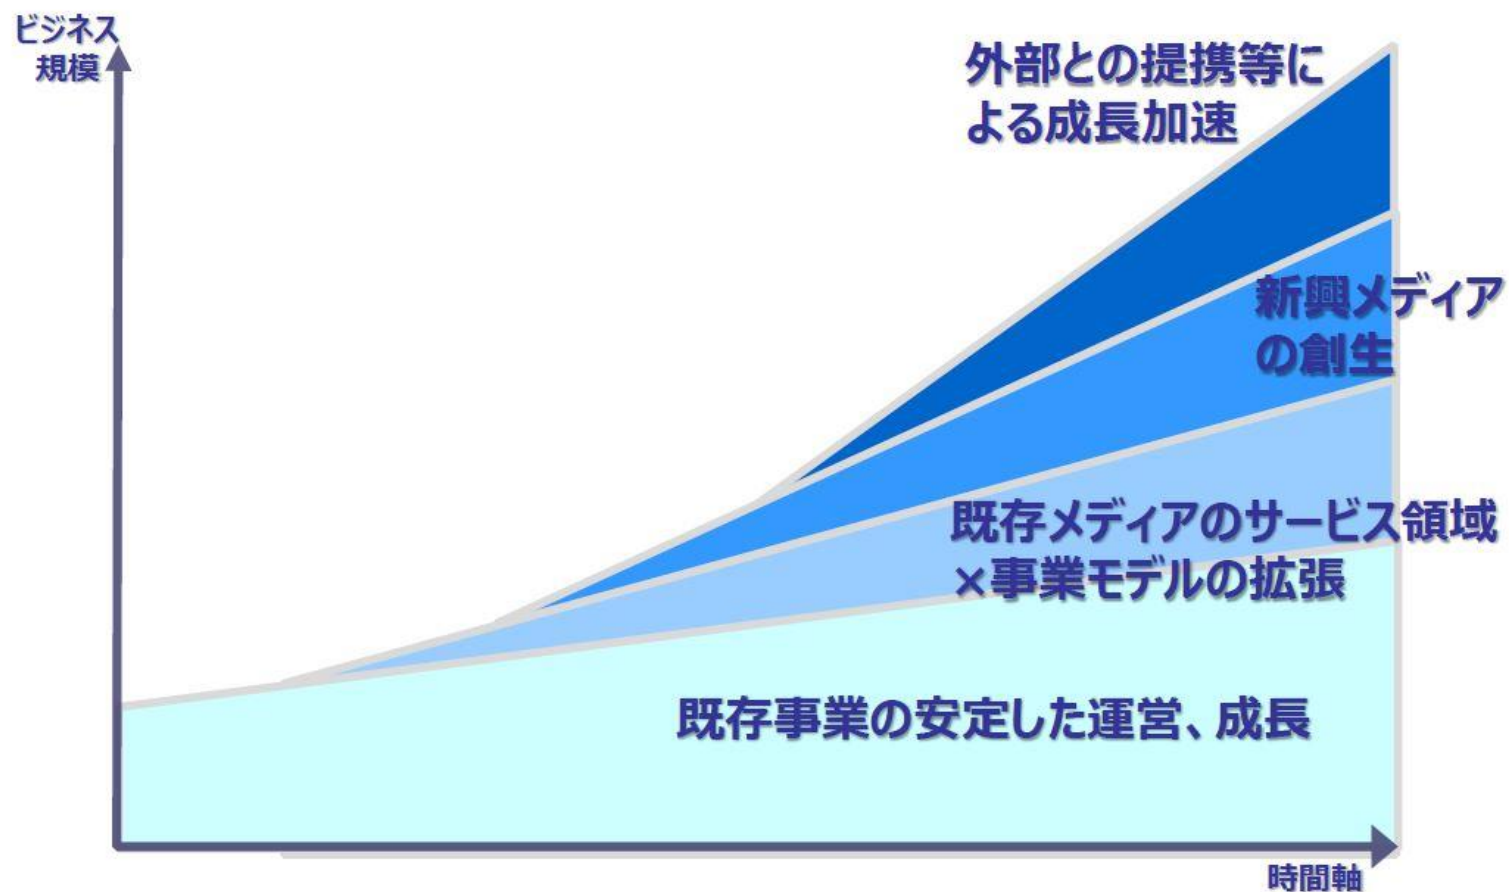 ビジネス
規模
外部との提携等に
よる成長加速
新興メディア
の創生
既存メディアのサービス領域
×事業モデルの拡張
既存事業の安定した運営、成長
時間軸